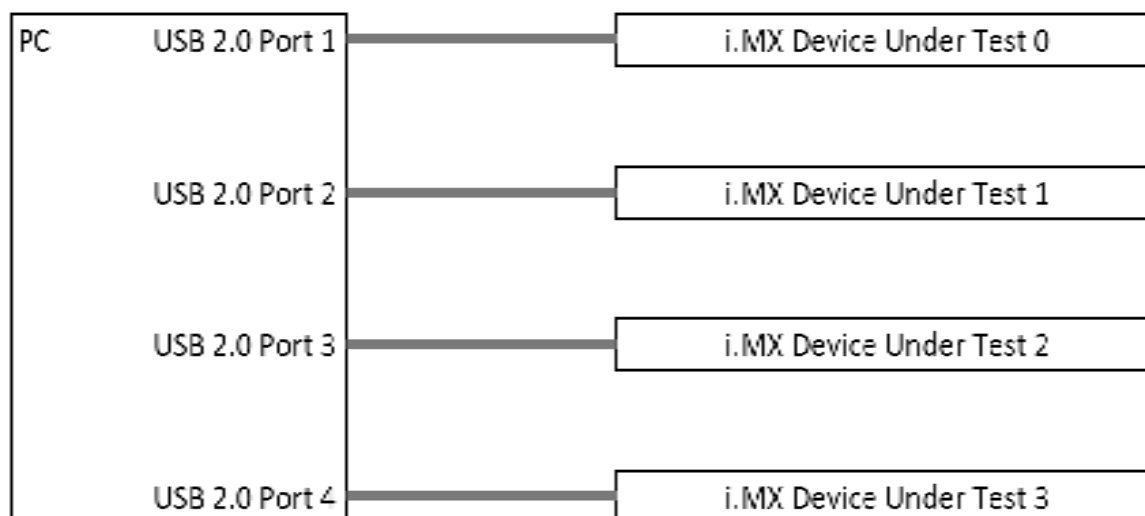 PC USB 2.0 Port 1 i.MX Device Under Test 0
USB 2.0 Port 2 i.MX Device Under Test 1
USB 2.0 Port 3 i.MX Device Under Test 2
USB 2.0 Port 4 i.MX Device Under Test 3